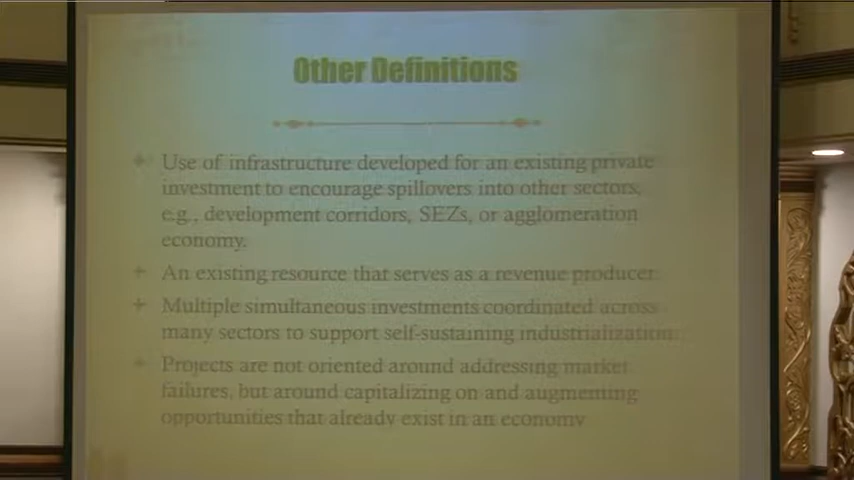 Other Definitions
Use of infrastructure developed for an existing private
investment to encourage spillovers into other sectors,
e.g., development corridors, SEZs, or agglomeration
economy.
An existing resource that serves as a revenue producer.
Multiple simultaneous investments coordinated across
many sectors to support self-sustaining industrialization.
Projects are not oriented around addressing market
failures, but around capitalizing on and augmenting
opportunities that already exist in an economy